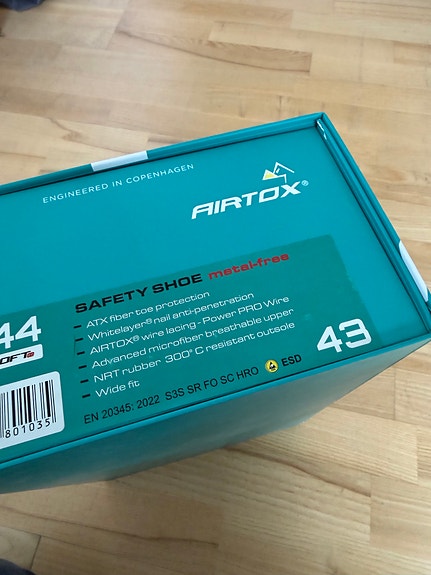 ENGINEERED IN COPENHAGEN
AIRTOX®
SAFETY SHOE metal-free
- ATX fiber toe protection
- Whitelayer® nail anti-penetration
- AIRTOX® wire lacing - Power PRO Wire
- Advanced microfiber breathable upper
- NRT rubber 300° C resistant outsole
- Wide fit
EN 20345: 2022 S3S SR FO SC HRO ESD
43
44
801035